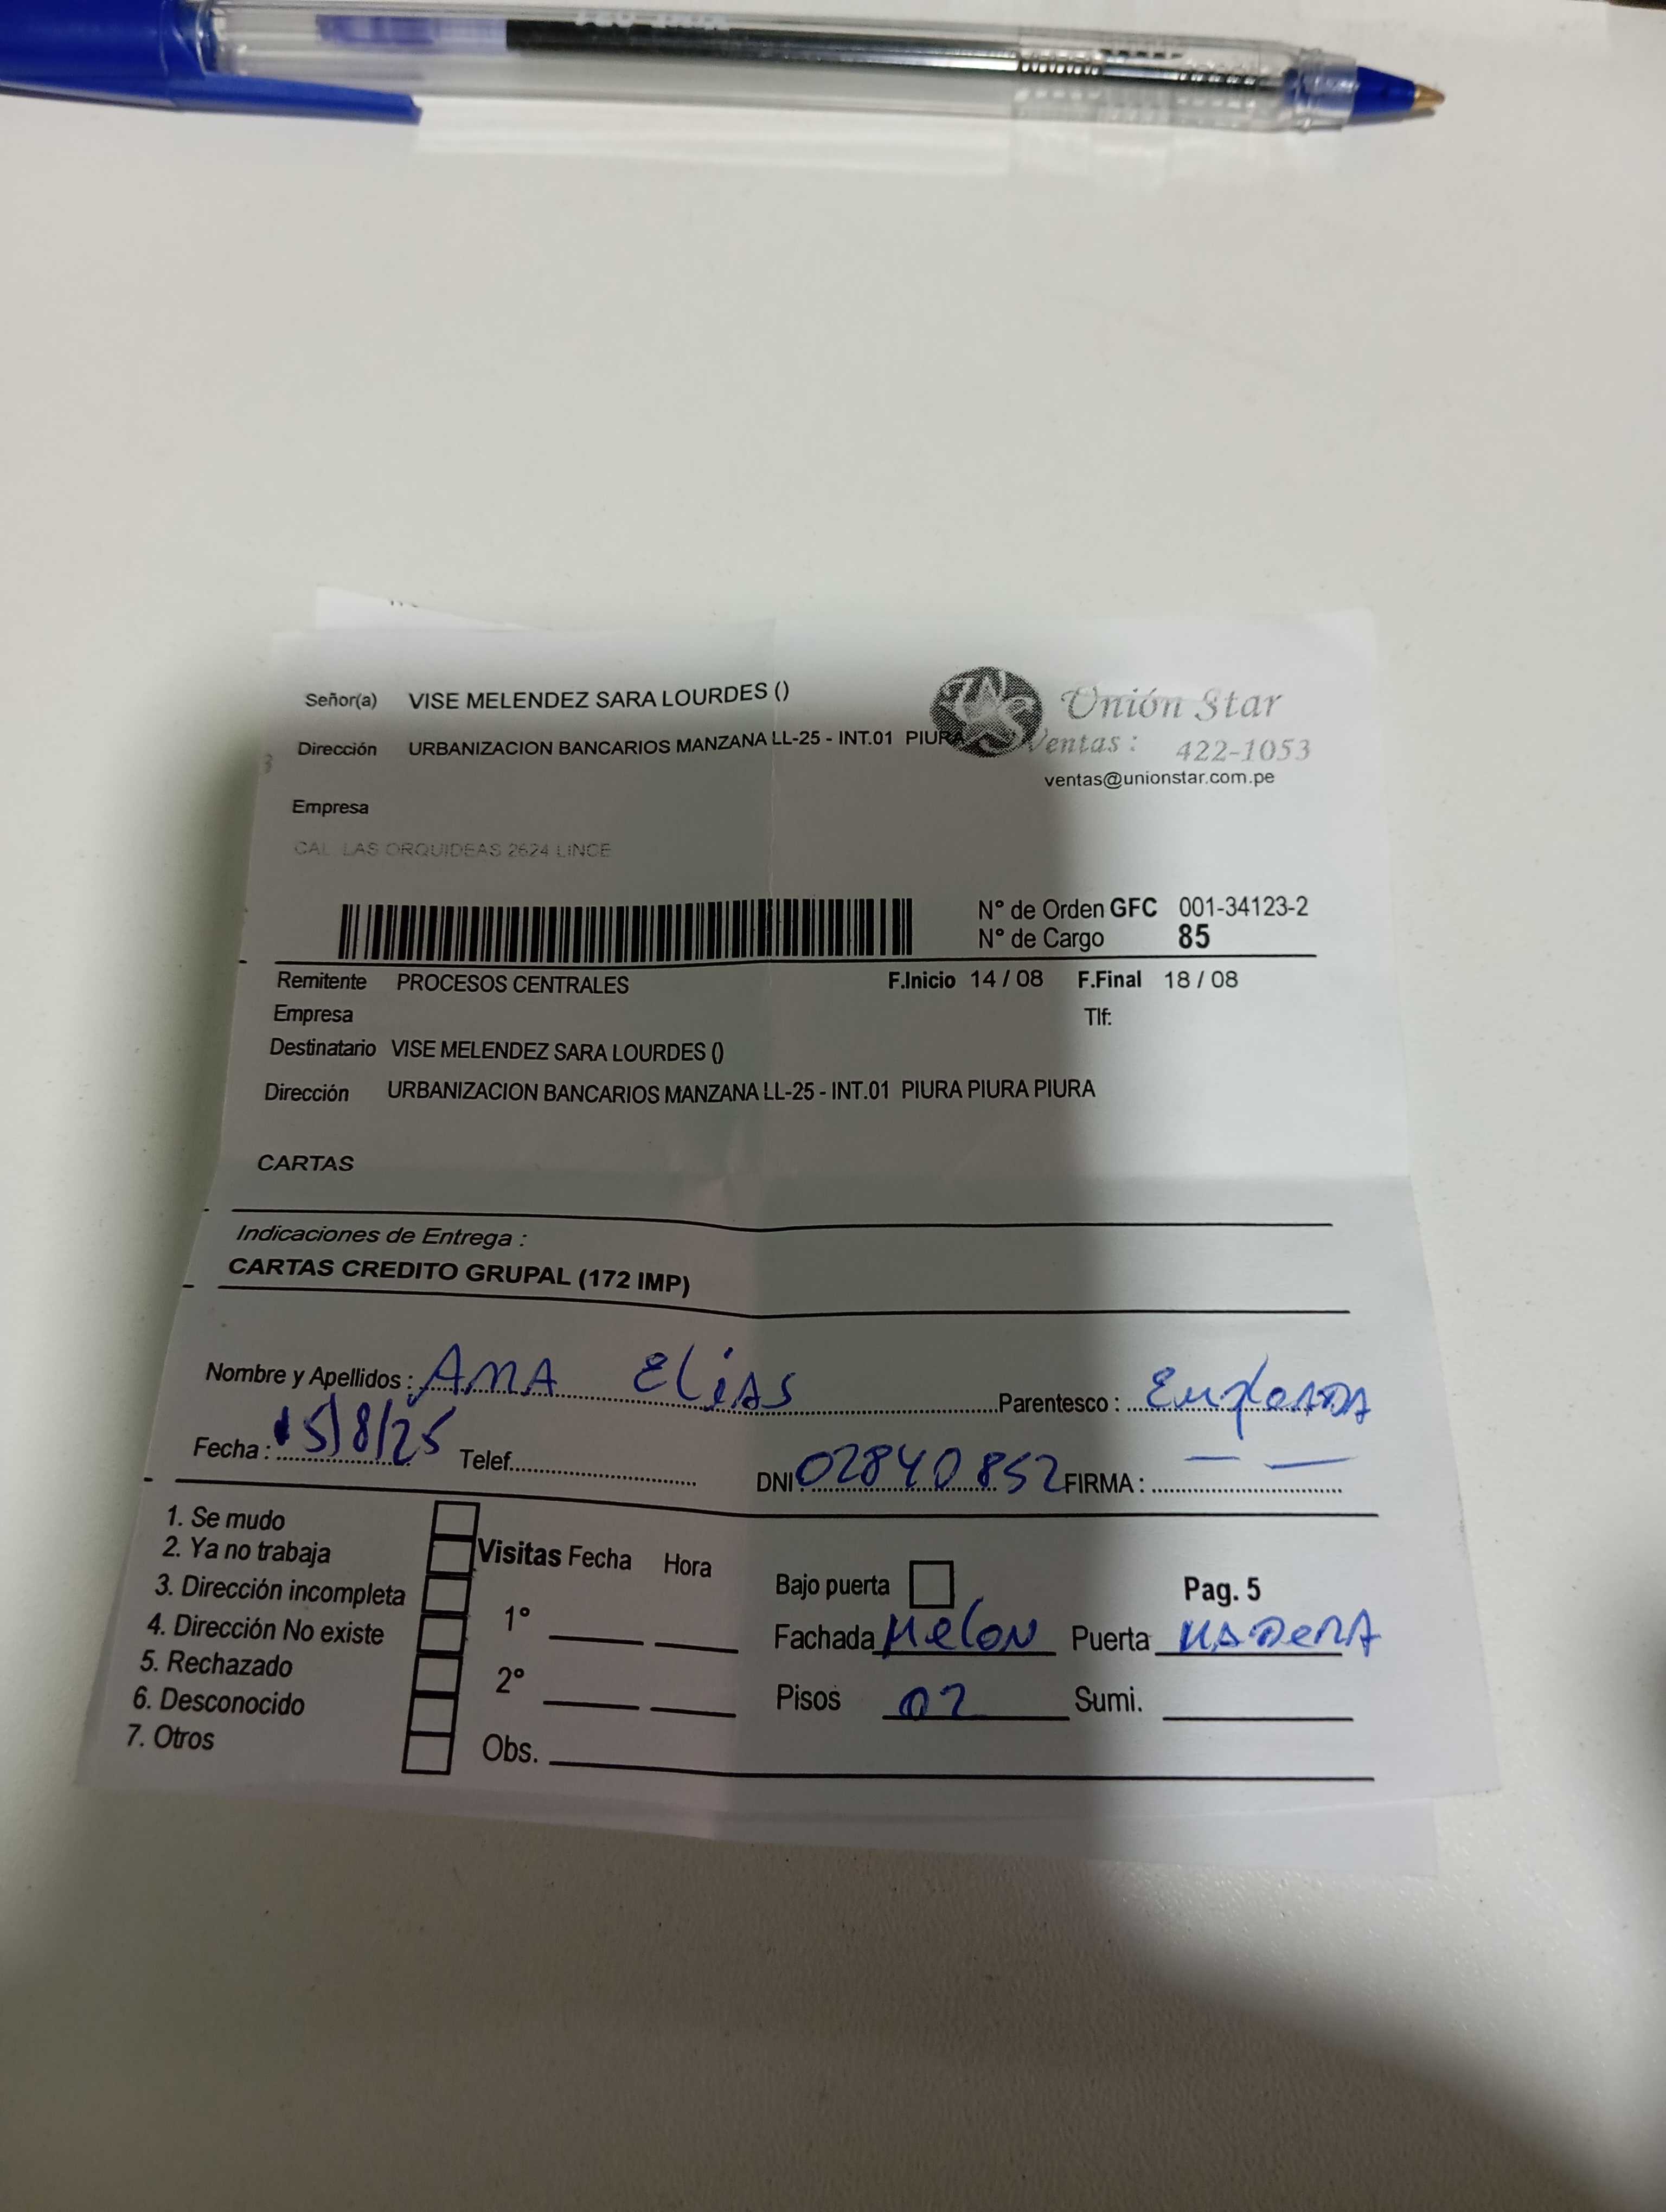 Señor(a) VISE MELENDEZ SARA LOURDES ()
Unión Star
Dirección URBANIZACION BANCARIOS MANZANA LL-25 - INT.01 PIURA
Ventas : 422-1053
ventas@unionstar.com.pe
Empresa
CAL LAS ORQUIDEAS 2624 LINCE
N° de Orden GFC 001-34123-2
N° de Cargo 85
Remitente PROCESOS CENTRALES F.Inicio 14 / 08 F.Final 18 / 08
Empresa Tlf:
Destinatario VISE MELENDEZ SARA LOURDES ()
Dirección URBANIZACION BANCARIOS MANZANA LL-25 - INT.01 PIURA PIURA PIURA
CARTAS
Indicaciones de Entrega :
CARTAS CREDITO GRUPAL (172 IMP)
Nombre y Apellidos : ANA Elias Parentesco : EmpleADA
Fecha : 15/8/25 Telef. DNI 02840852 FIRMA :
1. Se mudo
2. Ya no trabaja
3. Dirección incompleta
4. Dirección No existe
5. Rechazado
6. Desconocido
7. Otros
Visitas Fecha Hora
1°
2°
Obs.
Bajo puerta Pag. 5
Fachada Melon Puerta MADERA
Pisos 02 Sumi.